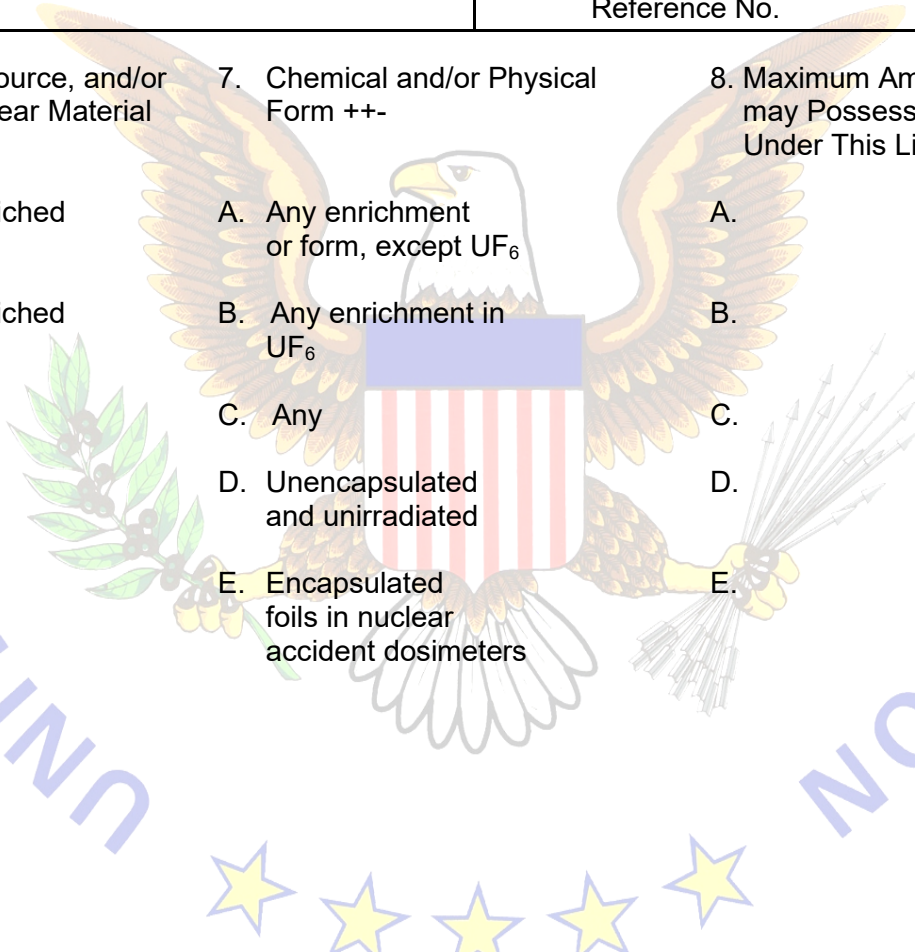 Reference No.
ource, and/or 7. Chemical and/or Physical 8. Maximum Am
ear Material Form ++- may Possess
Under This Li
iched A. Any enrichment A.
or form, except UF₆
iched B. Any enrichment in B.
UF₆
C. Any C.
D. Unencapsulated D.
and unirradiated
E. Encapsulated E.
foils in nuclear
accident dosimeters
UNI
NO